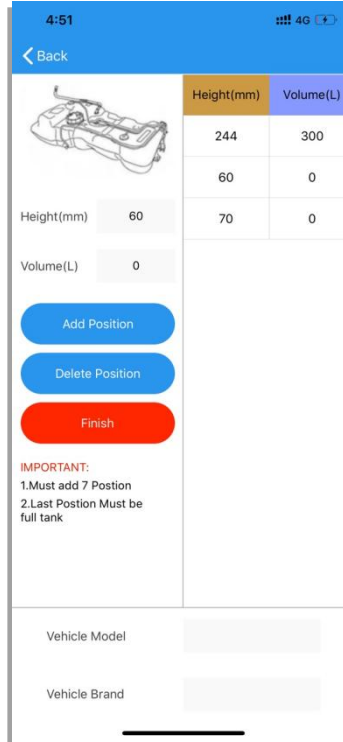 4:51
4G
Back
Height(mm) Volume(L)
244 300
60 0
70 0
Height(mm) 60
Volume(L) 0
Add Position
Delete Position
Finish
IMPORTANT:
1.Must add 7 Postion
2.Last Postion Must be
full tank
Vehicle Model
Vehicle Brand